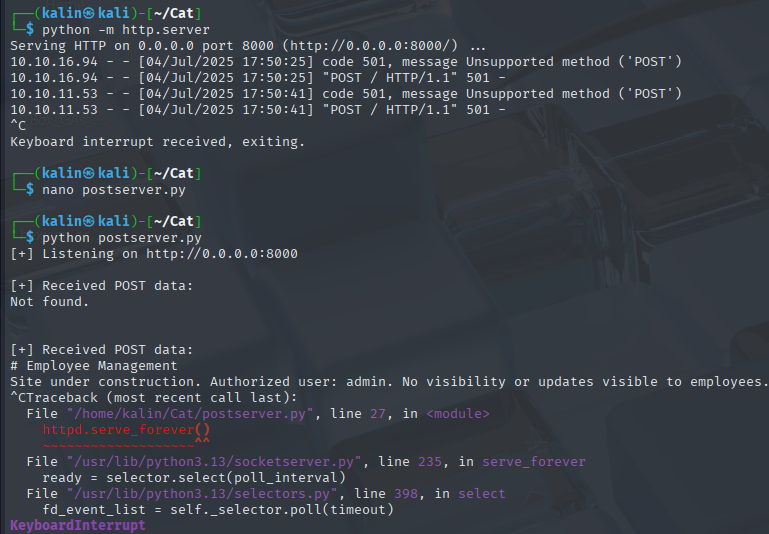 ┌──(kalin㉿kali)-[~/Cat]
└─$ python -m http.server
Serving HTTP on 0.0.0.0 port 8000 (http://0.0.0.0:8000/) ...
10.10.16.94 - - [04/Jul/2025 17:50:25] code 501, message Unsupported method ('POST')
10.10.16.94 - - [04/Jul/2025 17:50:25] "POST / HTTP/1.1" 501 -
10.10.11.53 - - [04/Jul/2025 17:50:41] code 501, message Unsupported method ('POST')
10.10.11.53 - - [04/Jul/2025 17:50:41] "POST / HTTP/1.1" 501 -
^C
Keyboard interrupt received, exiting.
┌──(kalin㉿kali)-[~/Cat]
└─$ nano postserver.py
┌──(kalin㉿kali)-[~/Cat]
└─$ python postserver.py
[+] Listening on http://0.0.0.0:8000
[+] Received POST data:
Not found.
[+] Received POST data:
# Employee Management
Site under construction. Authorized user: admin. No visibility or updates visible to employees.
^CTraceback (most recent call last):
  File "/home/kalin/Cat/postserver.py", line 27, in <module>
    httpd.serve_forever()
    ~~~~~~~~~~~~~~~~~~~^^
  File "/usr/lib/python3.13/socketserver.py", line 235, in serve_forever
    ready = selector.select(poll_interval)
  File "/usr/lib/python3.13/selectors.py", line 398, in select
    fd_event_list = self._selector.poll(timeout)
KeyboardInterrupt